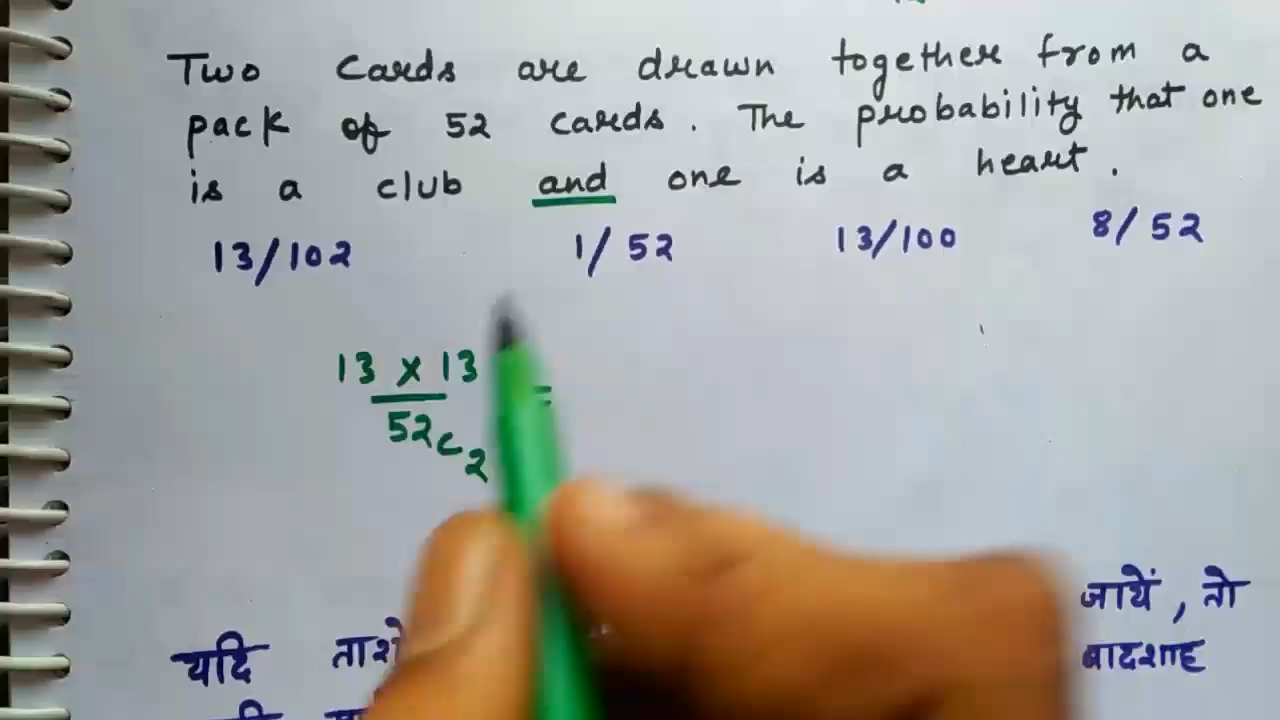 Two cards are drawn together from a
pack of 52 cards. The probability that one
is a club and one is a heart.
13/102 1/52 13/100 8/52
13 x 13 =
52c2
जायें, तो
यदि बादशाह